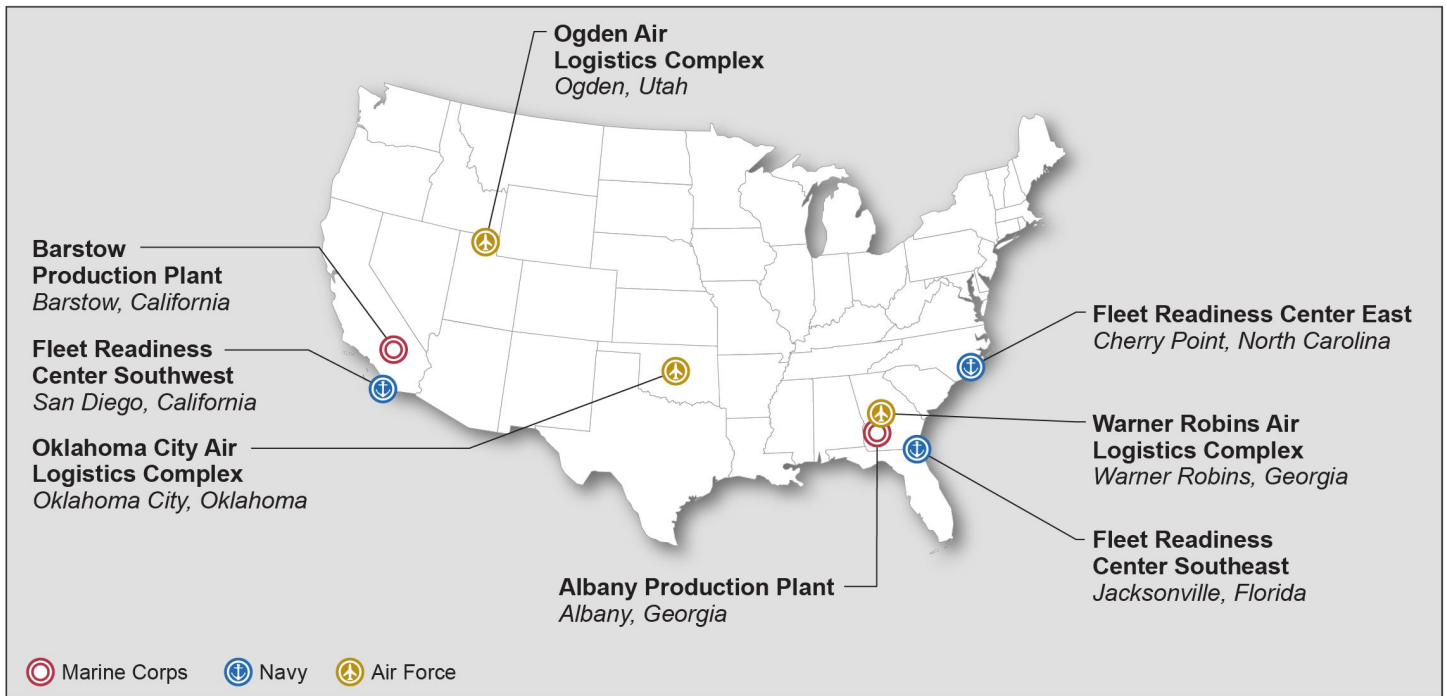 Ogden Air
Logistics Complex
Ogden, Utah
Barstow
Production Plant
Barstow, California
Fleet Readiness
Center Southwest
San Diego, California
Oklahoma City Air
Logistics Complex
Oklahoma City, Oklahoma
Fleet Readiness Center East
Cherry Point, North Carolina
Warner Robins Air
Logistics Complex
Warner Robins, Georgia
Fleet Readiness
Center Southeast
Jacksonville, Florida
Albany Production Plant
Albany, Georgia
Marine Corps
Navy
Air Force